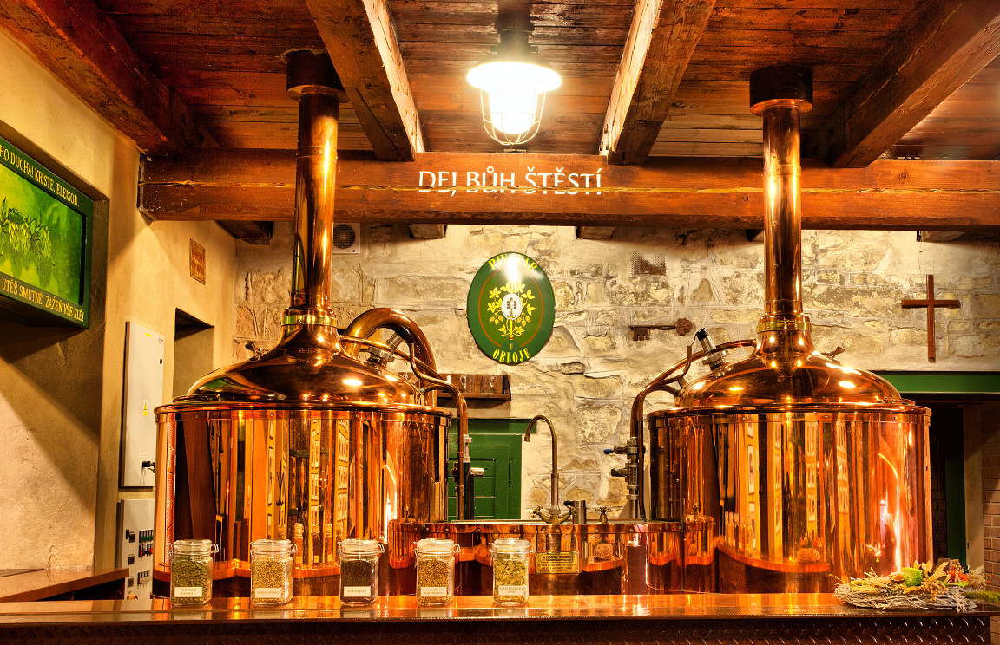 HO DUCHA! KRISTE, ELEISON.
UTĚŠ SMUTNÉ ZAŽEŇ VŠE ZLÉ!
DEJ BŮH ŠTĚSTÍ
PIVOVAR
U
ORLOJE